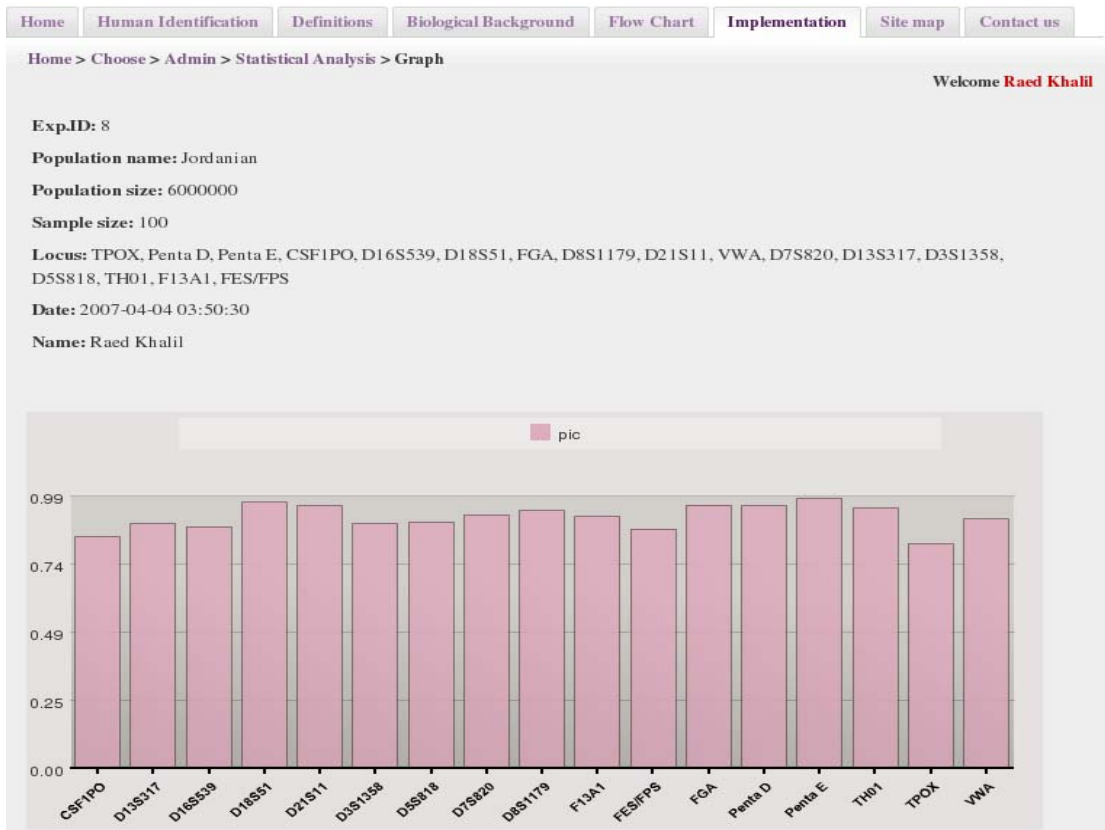 Home Human Identification Definitions Biological Background Flow Chart Implementation Site map Contact us
Home > Choose > Admin > Statistical Analysis > Graph
Welcome Raed Khalil
Exp.ID: 8
Population name: Jordanian
Population size: 6000000
Sample size: 100
Locus: TPOX, Penta D, Penta E, CSF1PO, D16S539, D18S51, FGA, D8S1179, D21S11, VWA, D7S820, D13S317, D3S1358,
D5S818, TH01, F13A1, FES/FPS
Date: 2007-04-04 03:50:30
Name: Raed Khalil
pic
0.99
0.74
0.49
0.25
0.00
CSF1PO D13S317 D16S539 D18S51 D21S11 D3S1358 D5S818 D7S820 D8S1179 F13A1 FES/FPS FGA Penta D Penta E TH01 TPOX VWA